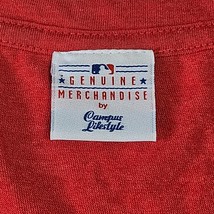 GENUINE
MERCHANDISE
by
Campus
Lifestyle